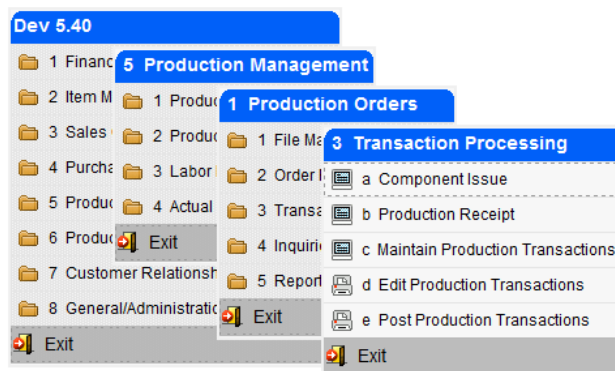 Dev 5.40
1 Financ
2 Item M
3 Sales
4 Purcha
5 Produc
6 Produc
7 Customer Relationsh
8 General/Administratio
Exit
5 Production Management
1 Produc
2 Produc
3 Labor
4 Actual
Exit
1 Production Orders
1 File Ma
2 Order I
3 Transa
4 Inquirie
5 Report
Exit
3 Transaction Processing
a Component Issue
b Production Receipt
c Maintain Production Transactions
d Edit Production Transactions
e Post Production Transactions
Exit